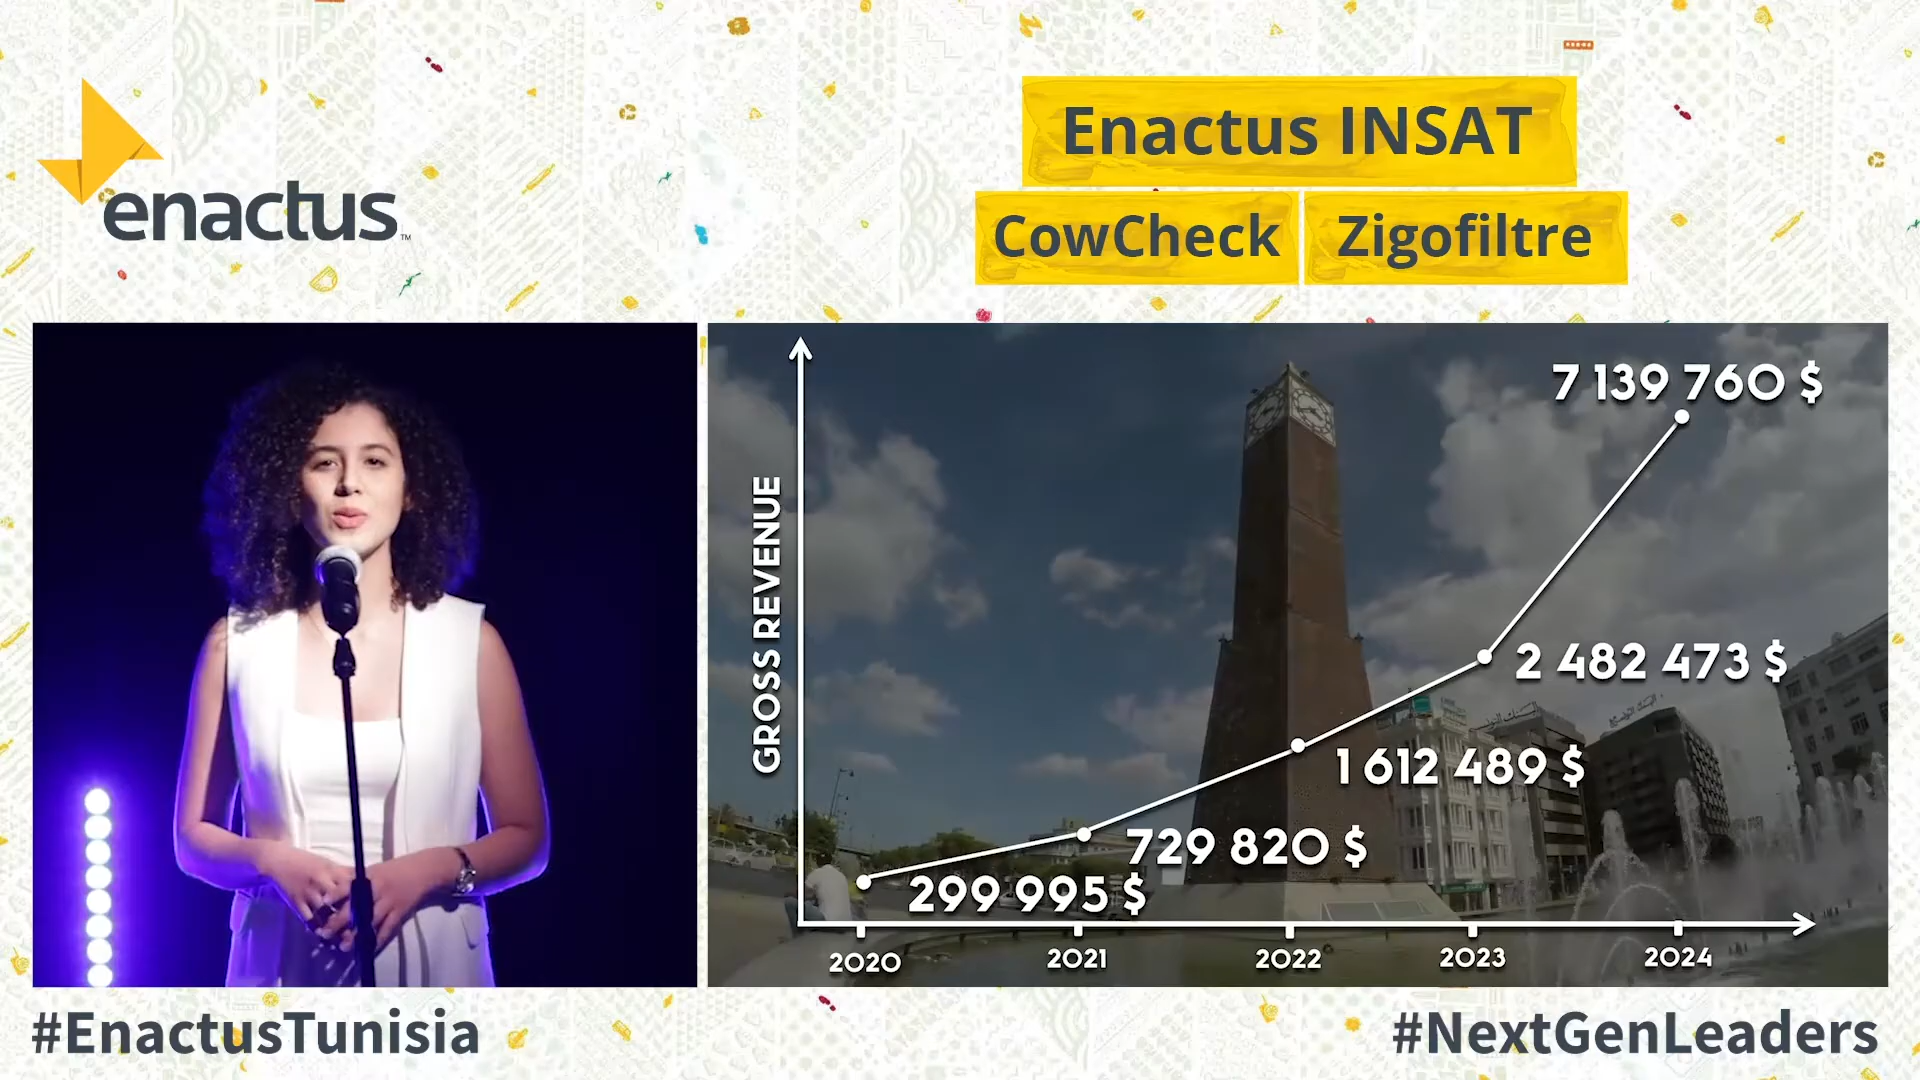 enactus™
Enactus INSAT
CowCheck Zigofiltre
GROSS REVENUE
7 139 760 $
2 482 473 $
1 612 489 $
729 820 $
299 995 $
2020 2021 2022 2023 2024
#EnactusTunisia #NextGenLeaders